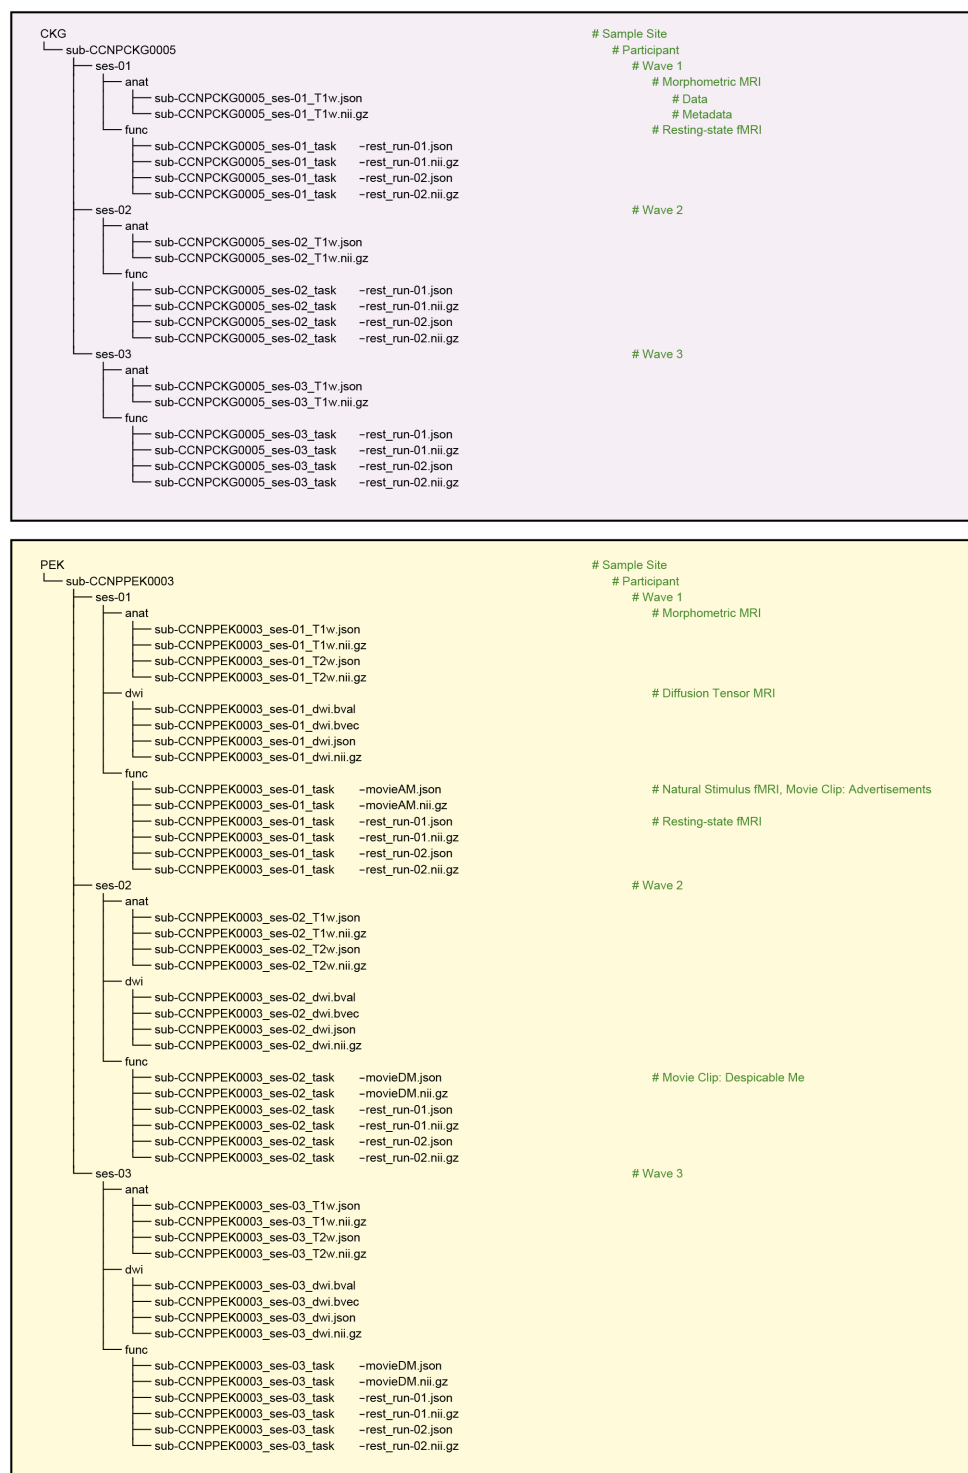 CKG # Sample Site
sub-CCNPCKG0005 # Participant
ses-01 # Wave 1
anat # Morphometric MRI
sub-CCNPCKG0005_ses-01_T1w.json # Data
sub-CCNPCKG0005_ses-01_T1w.nii.gz # Metadata
func # Resting-state fMRI
sub-CCNPCKG0005_ses-01_task −rest_run-01.json
sub-CCNPCKG0005_ses-01_task −rest_run-01.nii.gz
sub-CCNPCKG0005_ses-01_task −rest_run-02.json
sub-CCNPCKG0005_ses-01_task −rest_run-02.nii.gz
ses-02 # Wave 2
anat
sub-CCNPCKG0005_ses-02_T1w.json
sub-CCNPCKG0005_ses-02_T1w.nii.gz
func
sub-CCNPCKG0005_ses-02_task −rest_run-01.json
sub-CCNPCKG0005_ses-02_task −rest_run-01.nii.gz
sub-CCNPCKG0005_ses-02_task −rest_run-02.json
sub-CCNPCKG0005_ses-02_task −rest_run-02.nii.gz
ses-03 # Wave 3
anat
sub-CCNPCKG0005_ses-03_T1w.json
sub-CCNPCKG0005_ses-03_T1w.nii.gz
func
sub-CCNPCKG0005_ses-03_task −rest_run-01.json
sub-CCNPCKG0005_ses-03_task −rest_run-01.nii.gz
sub-CCNPCKG0005_ses-03_task −rest_run-02.json
sub-CCNPCKG0005_ses-03_task −rest_run-02.nii.gz
PEK # Sample Site
sub-CCNPPEK0003 # Participant
ses-01 # Wave 1
anat # Morphometric MRI
sub-CCNPPEK0003_ses-01_T1w.json
sub-CCNPPEK0003_ses-01_T1w.nii.gz
sub-CCNPPEK0003_ses-01_T2w.json
sub-CCNPPEK0003_ses-01_T2w.nii.gz
dwi # Diffusion Tensor MRI
sub-CCNPPEK0003_ses-01_dwi.bval
sub-CCNPPEK0003_ses-01_dwi.bvec
sub-CCNPPEK0003_ses-01_dwi.json
sub-CCNPPEK0003_ses-01_dwi.nii.gz
func
sub-CCNPPEK0003_ses-01_task −movieAM.json # Natural Stimulus fMRI, Movie Clip: Advertisements
sub-CCNPPEK0003_ses-01_task −movieAM.nii.gz
sub-CCNPPEK0003_ses-01_task −rest_run-01.json # Resting-state fMRI
sub-CCNPPEK0003_ses-01_task −rest_run-01.nii.gz
sub-CCNPPEK0003_ses-01_task −rest_run-02.json
sub-CCNPPEK0003_ses-01_task −rest_run-02.nii.gz
ses-02 # Wave 2
anat
sub-CCNPPEK0003_ses-02_T1w.json
sub-CCNPPEK0003_ses-02_T1w.nii.gz
sub-CCNPPEK0003_ses-02_T2w.json
sub-CCNPPEK0003_ses-02_T2w.nii.gz
dwi
sub-CCNPPEK0003_ses-02_dwi.bval
sub-CCNPPEK0003_ses-02_dwi.bvec
sub-CCNPPEK0003_ses-02_dwi.json
sub-CCNPPEK0003_ses-02_dwi.nii.gz
func
sub-CCNPPEK0003_ses-02_task −movieDM.json # Movie Clip: Despicable Me
sub-CCNPPEK0003_ses-02_task −movieDM.nii.gz
sub-CCNPPEK0003_ses-02_task −rest_run-01.json
sub-CCNPPEK0003_ses-02_task −rest_run-01.nii.gz
sub-CCNPPEK0003_ses-02_task −rest_run-02.json
sub-CCNPPEK0003_ses-02_task −rest_run-02.nii.gz
ses-03 # Wave 3
anat
sub-CCNPPEK0003_ses-03_T1w.json
sub-CCNPPEK0003_ses-03_T1w.nii.gz
sub-CCNPPEK0003_ses-03_T2w.json
sub-CCNPPEK0003_ses-03_T2w.nii.gz
dwi
sub-CCNPPEK0003_ses-03_dwi.bval
sub-CCNPPEK0003_ses-03_dwi.bvec
sub-CCNPPEK0003_ses-03_dwi.json
sub-CCNPPEK0003_ses-03_dwi.nii.gz
func
sub-CCNPPEK0003_ses-03_task −movieDM.json
sub-CCNPPEK0003_ses-03_task −movieDM.nii.gz
sub-CCNPPEK0003_ses-03_task −rest_run-01.json
sub-CCNPPEK0003_ses-03_task −rest_run-01.nii.gz
sub-CCNPPEK0003_ses-03_task −rest_run-02.json
sub-CCNPPEK0003_ses-03_task −rest_run-02.nii.gz